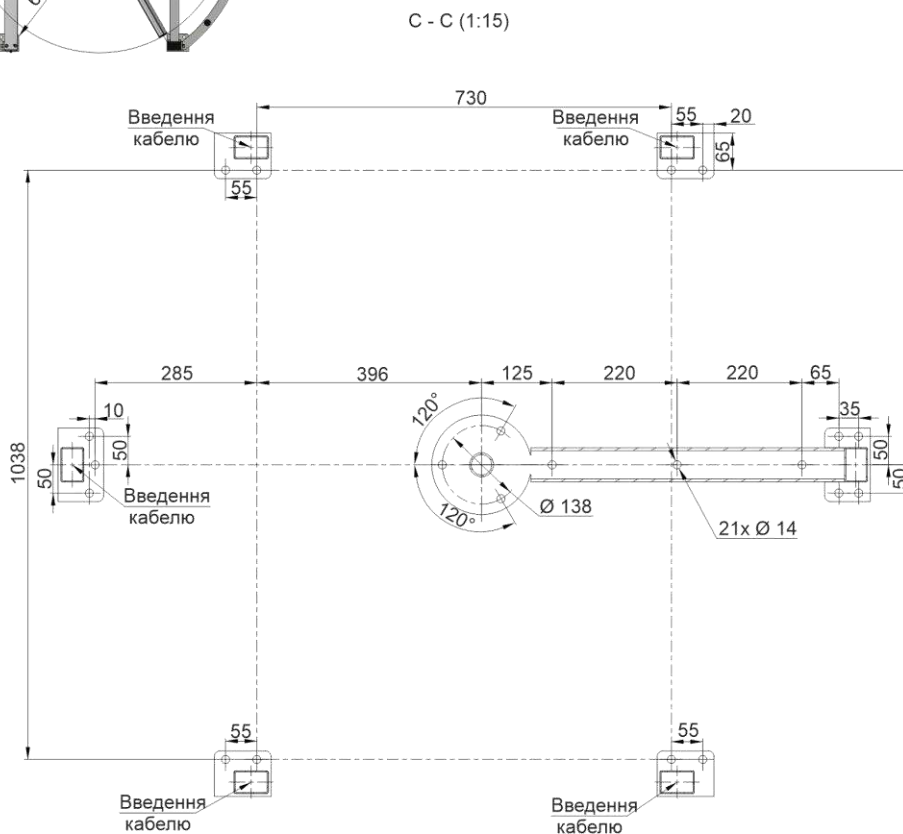 C - C (1:15)
730
Введення
кабелю
Введення
кабелю
55
20
65
55
285
396
125
220
220
65
10
50
50
120°
120°
35
50
50
1038
Введення
кабелю
Ø 138
21x Ø 14
55
55
Введення
кабелю
Введення
кабелю